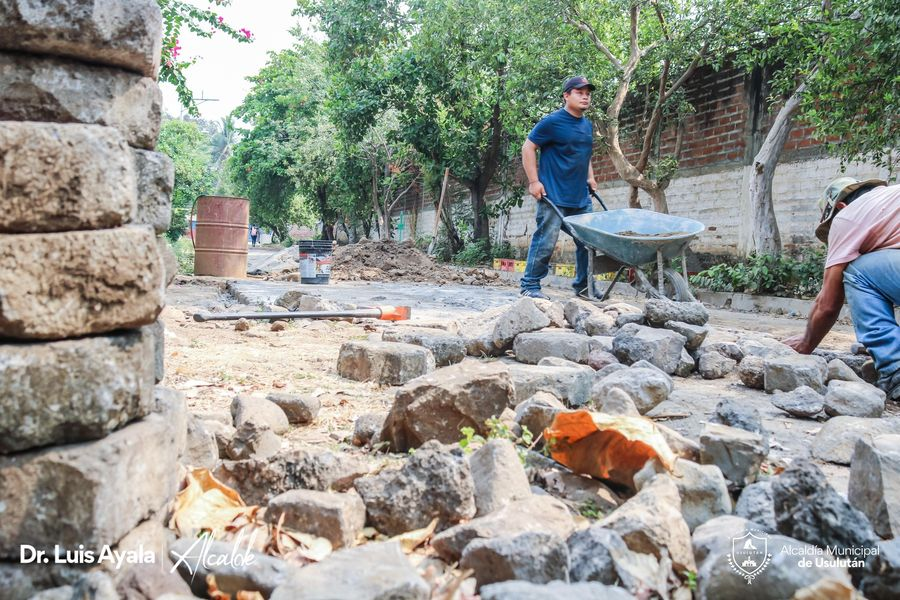 Dr. Luis Ayala | Alcalde
Alcaldía Municipal
de Usulután